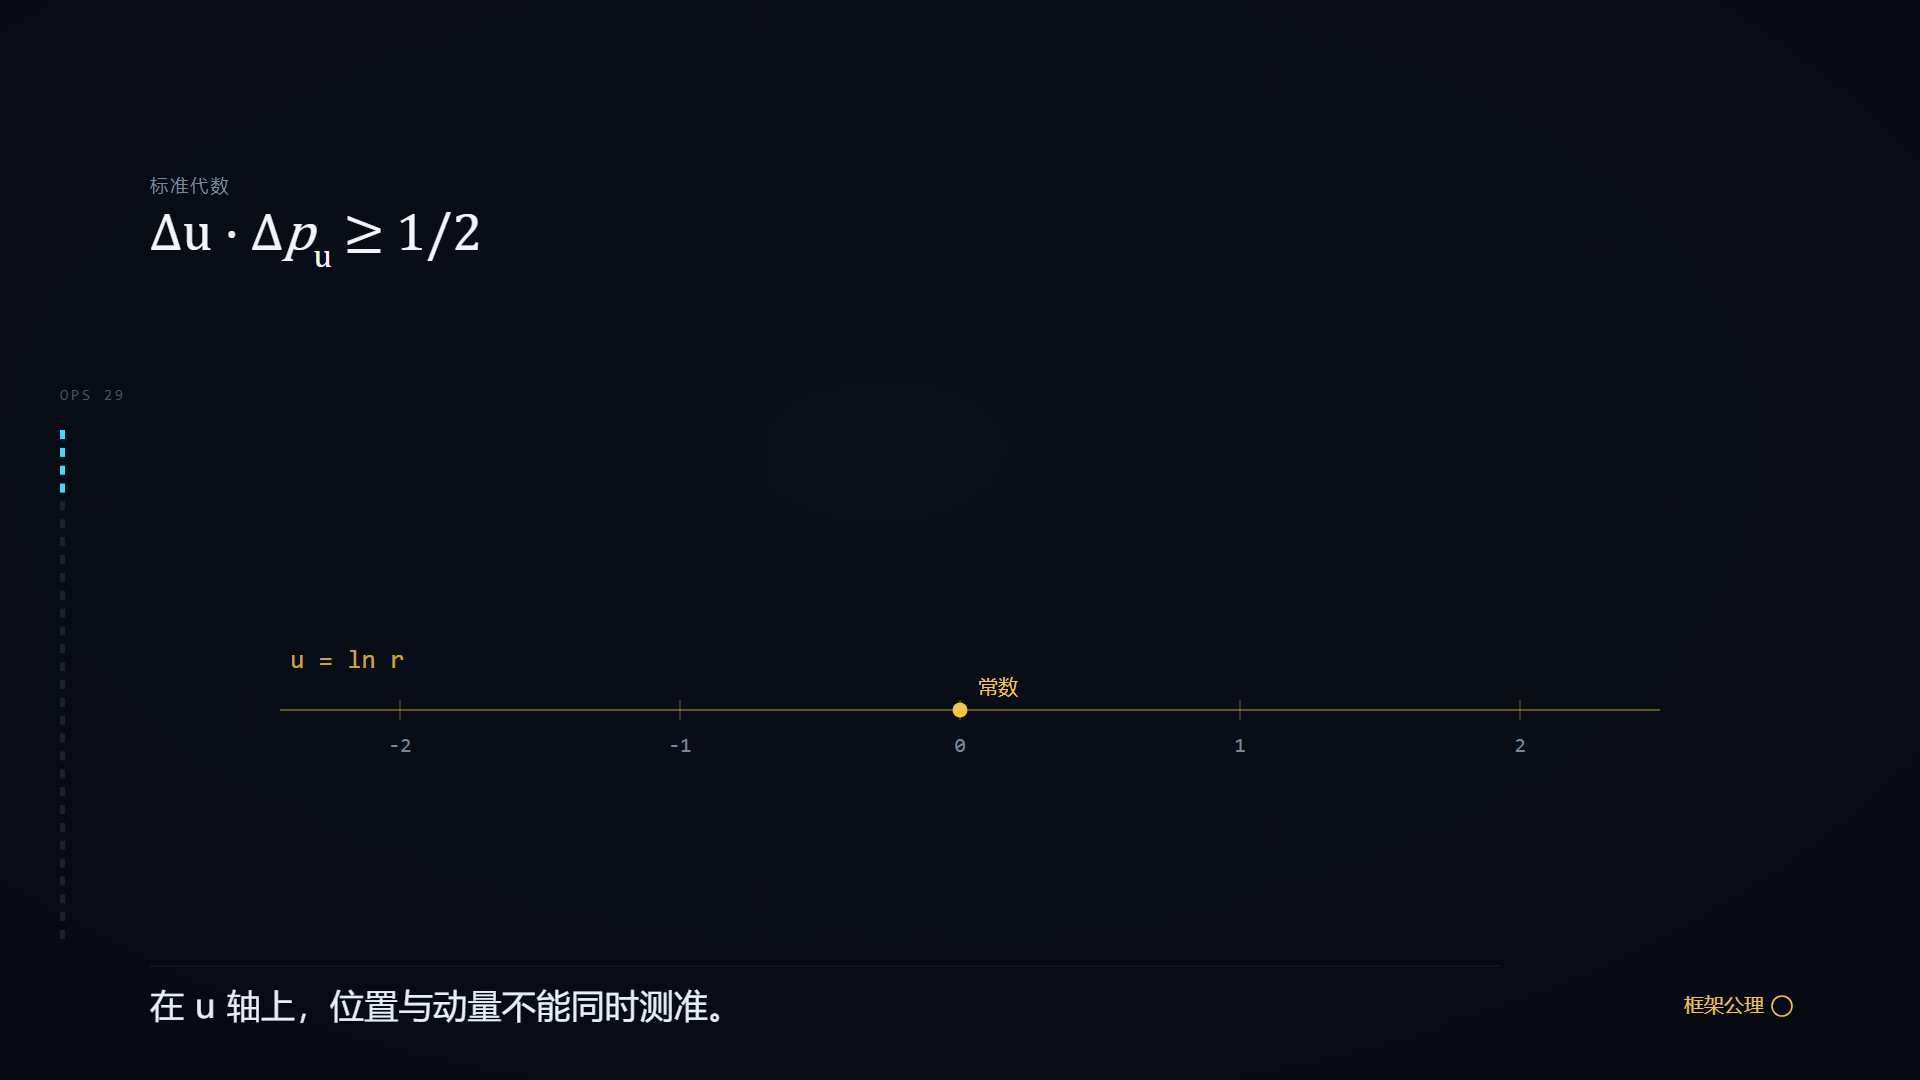 标准代数
Δu · Δpᵤ ≥ 1/2
OPS 29
u = ln r
常数
-2 -1 0 1 2
在 u 轴上，位置与动量不能同时测准。
框架公理